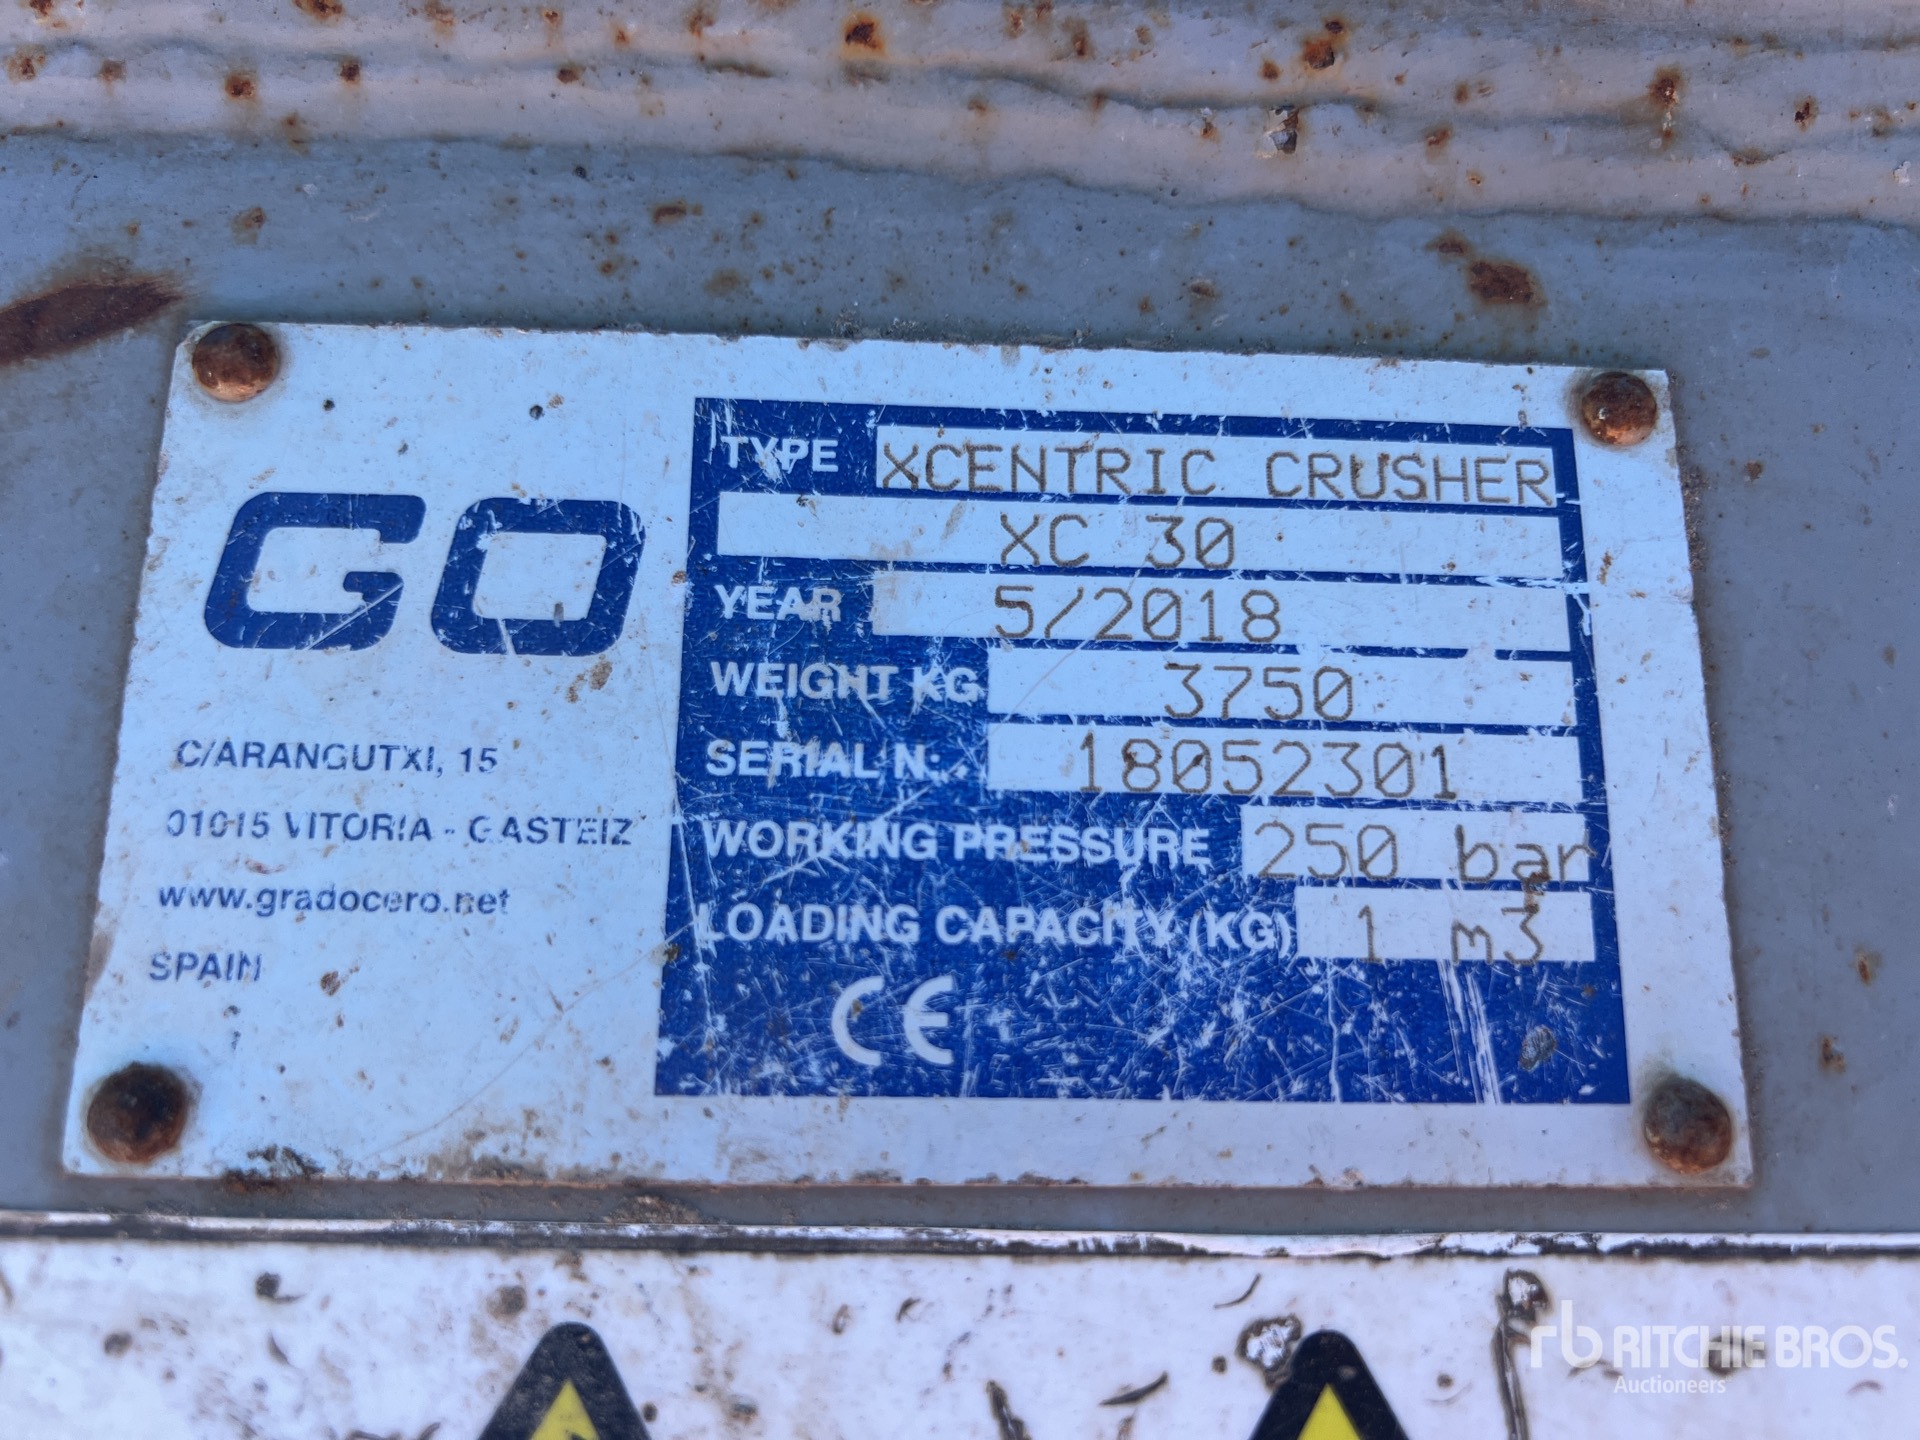 GO
C/ARANGUTXI, 15
01015 VITORIA - GASTEIZ
www.gradocero.net
SPAIN
TYPE XCENTRIC CRUSHER
XC 30
YEAR 5/2018
WEIGHT KG 3750
SERIAL N: 18052301
WORKING PRESSURE 250 bar
LOADING CAPACITY (KG) 1 m3
CE
rb RITCHIE BROS.
Auctioneers